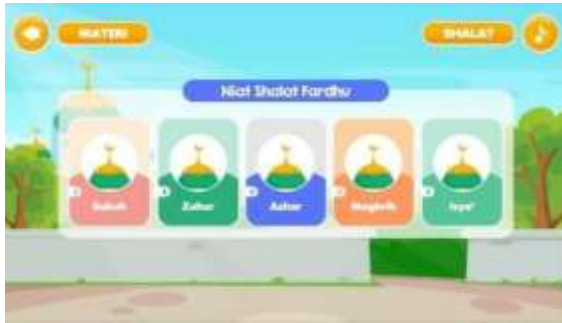 MATERI
SHALAT
Niat Shalat Fardhu
Subuh
Zuhur
Ashar
Maghrib
Isya'